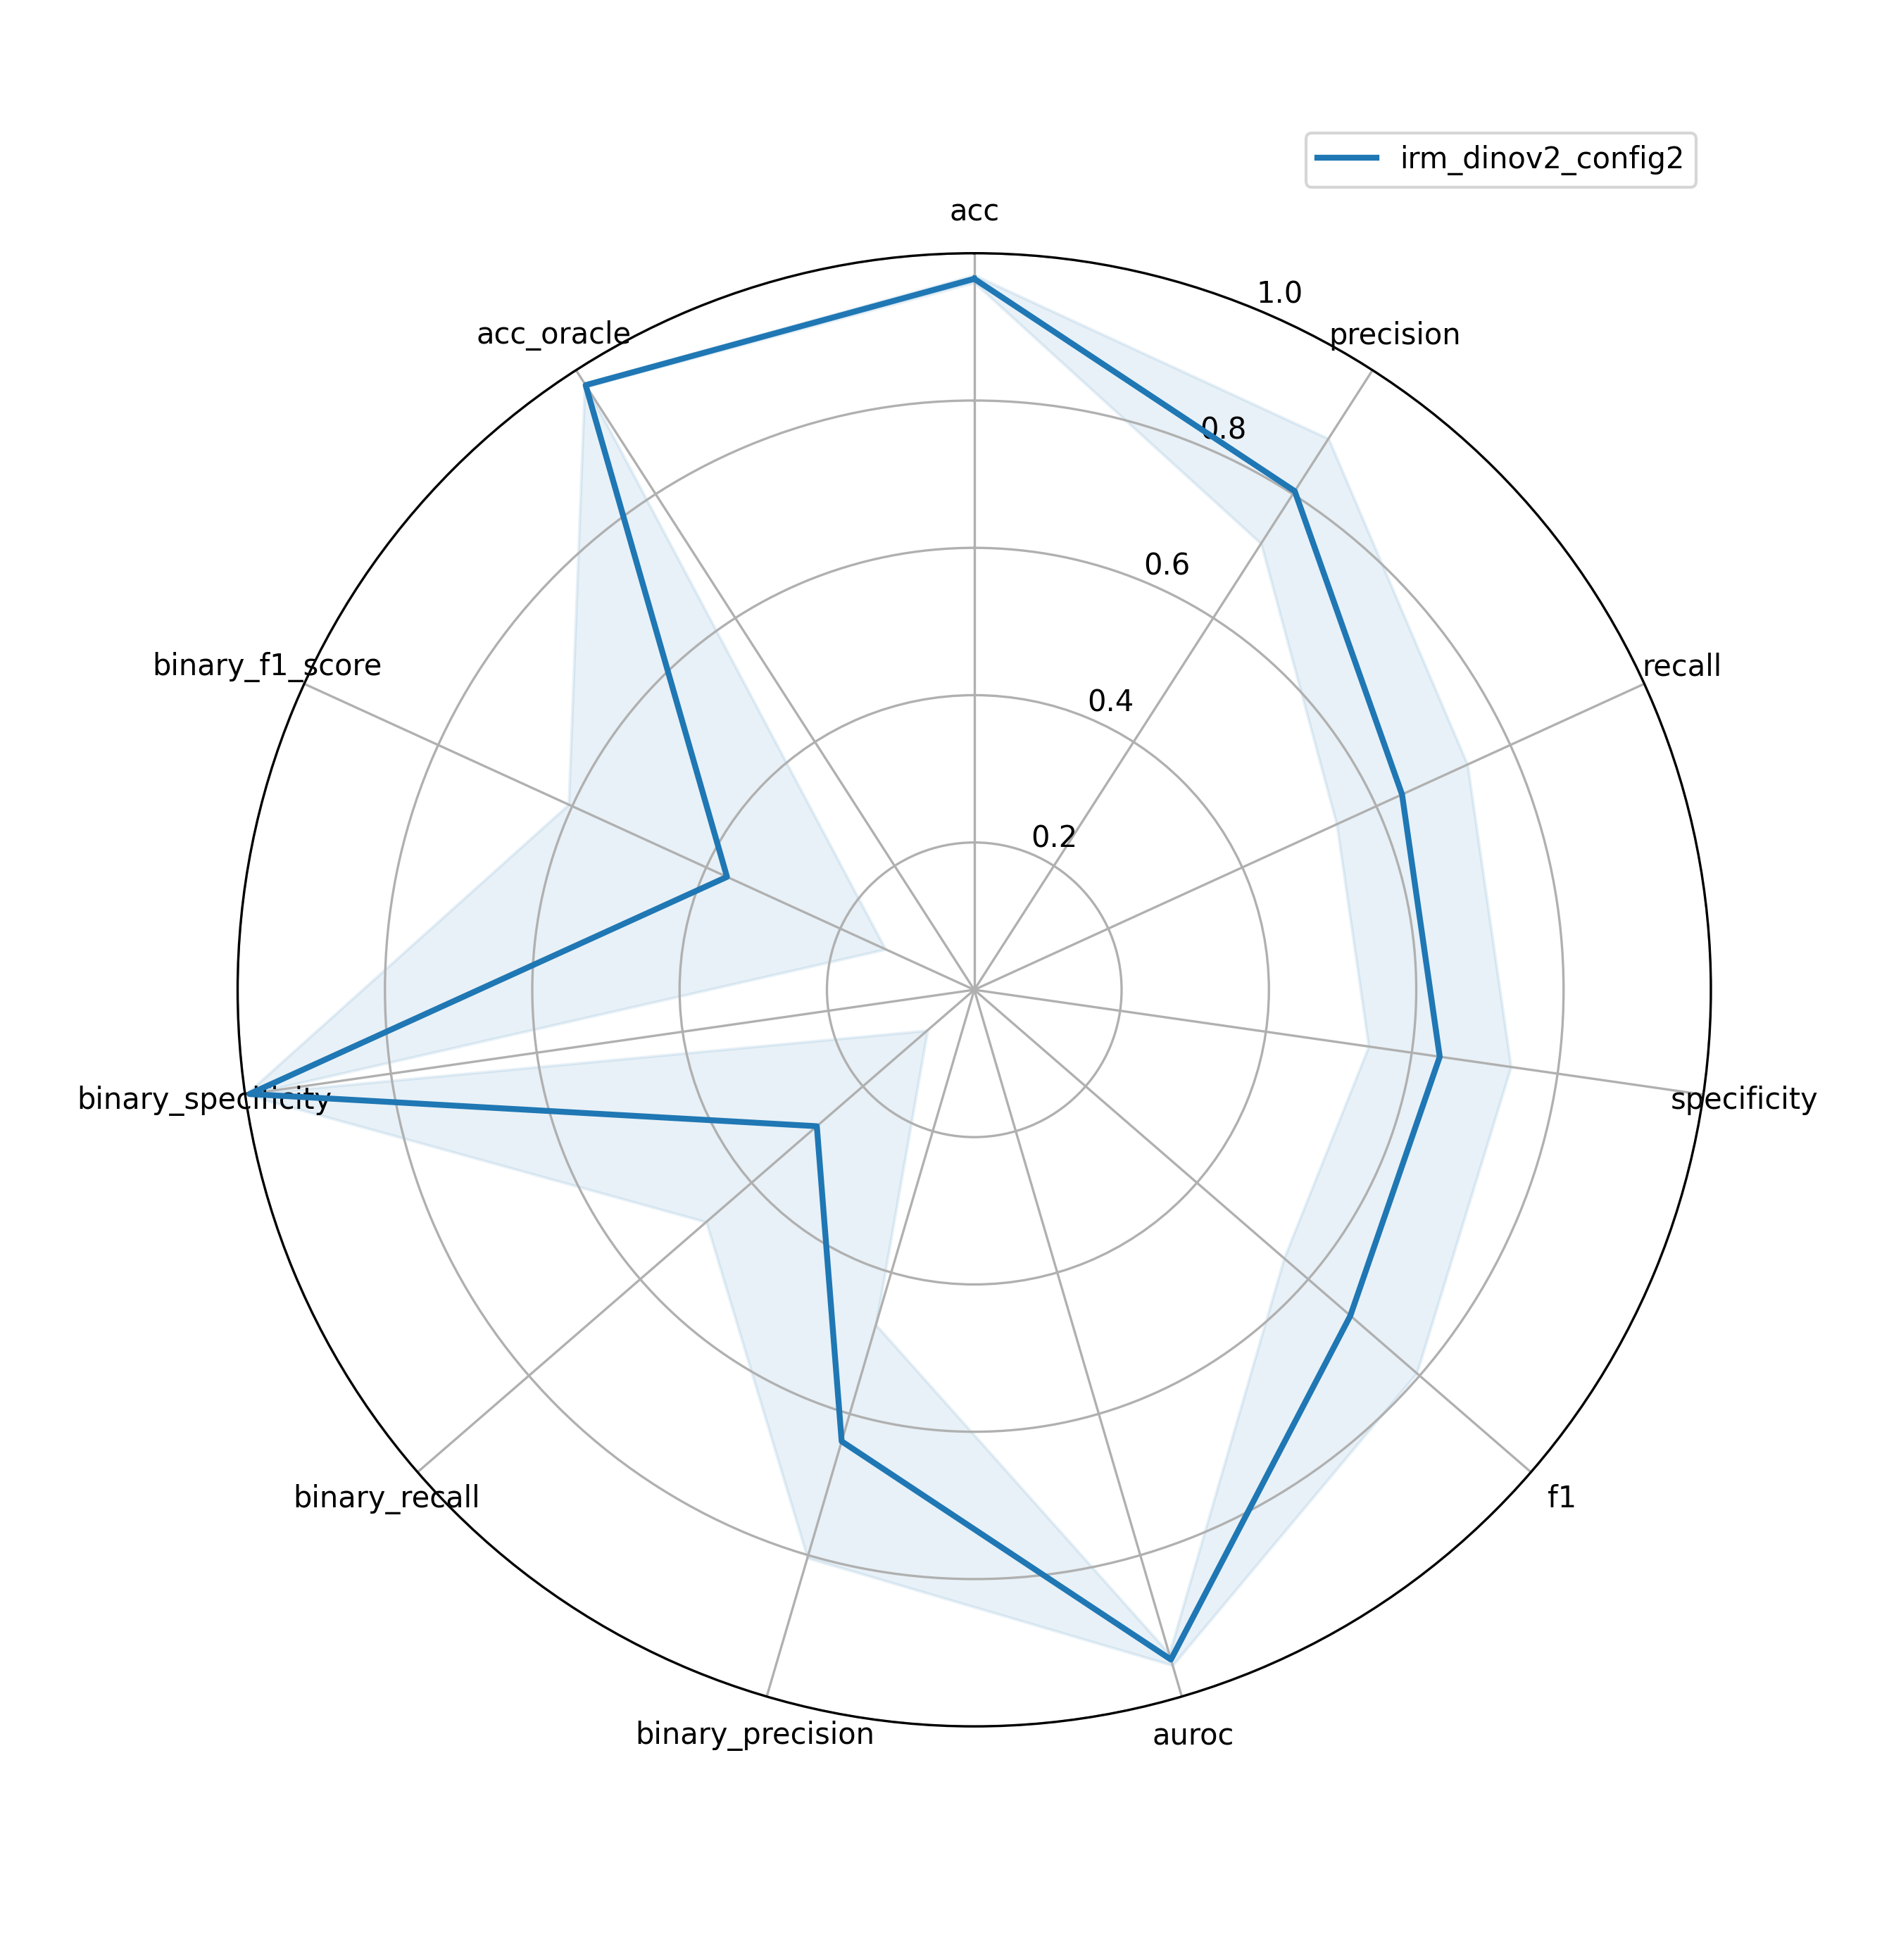 irm_dinov2_config2
acc
1.0
acc_oracle
precision
0.8
0.6
binary_f1_score
recall
0.4
0.2
binary_specificity
specificity
binary_recall
f1
binary_precision
auroc